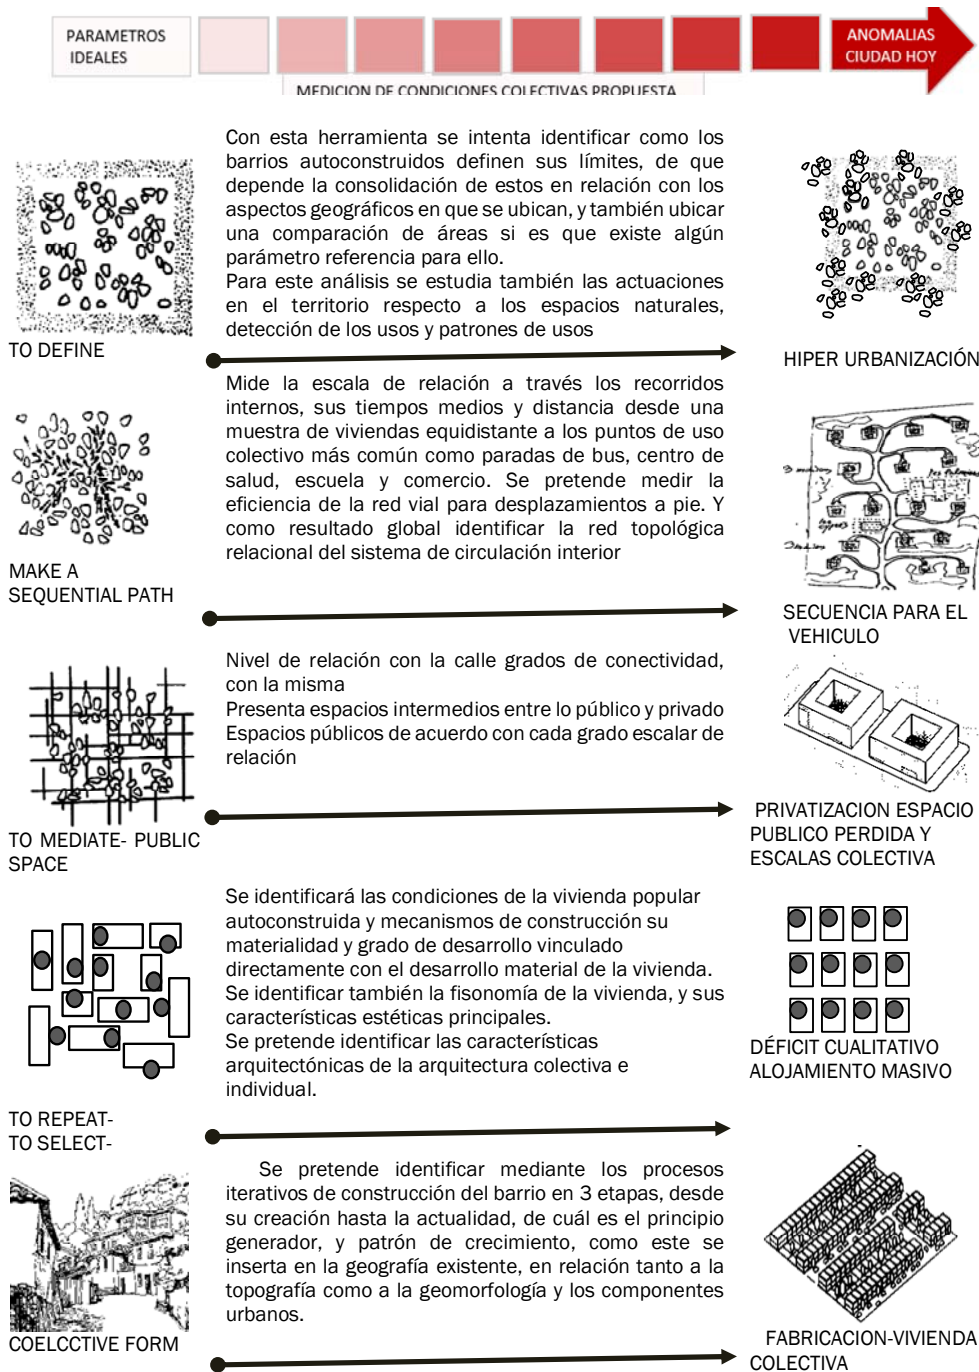 PARAMETROS
IDEALES
ANOMALIAS
CIUDAD HOY
MEDICION DE CONDICIONES COLECTIVAS PROPUESTA
Con esta herramienta se intenta identificar como los
barrios autoconstruidos definen sus límites, de que
depende la consolidación de estos en relación con los
aspectos geográficos en que se ubican, y también ubicar
una comparación de áreas si es que existe algún
parámetro referencia para ello.
Para este análisis se estudia también las actuaciones
en el territorio respecto a los espacios naturales,
detección de los usos y patrones de usos
TO DEFINE
HIPER URBANIZACIÓN
Mide la escala de relación a través los recorridos
internos, sus tiempos medios y distancia desde una
muestra de viviendas equidistante a los puntos de uso
colectivo más común como paradas de bus, centro de
salud, escuela y comercio. Se pretende medir la
eficiencia de la red vial para desplazamientos a pie. Y
como resultado global identificar la red topológica
relacional del sistema de circulación interior
MAKE A
SEQUENTIAL PATH
SECUENCIA PARA EL
VEHICULO
Nivel de relación con la calle grados de conectividad,
con la misma
Presenta espacios intermedios entre lo público y privado
Espacios públicos de acuerdo con cada grado escalar de
relación
TO MEDIATE- PUBLIC
SPACE
PRIVATIZACION ESPACIO
PUBLICO PERDIDA Y
ESCALAS COLECTIVA
Se identificará las condiciones de la vivienda popular
autoconstruida y mecanismos de construcción su
materialidad y grado de desarrollo vinculado
directamente con el desarrollo material de la vivienda.
Se identificar también la fisonomía de la vivienda, y sus
características estéticas principales.
Se pretende identificar las características
arquitectónicas de la arquitectura colectiva e
individual.
TO REPEAT-
TO SELECT-
DÉFICIT CUALITATIVO
ALOJAMIENTO MASIVO
Se pretende identificar mediante los procesos
iterativos de construcción del barrio en 3 etapas, desde
su creación hasta la actualidad, de cuál es el principio
generador, y patrón de crecimiento, como este se
inserta en la geografía existente, en relación tanto a la
topografía como a la geomorfología y los componentes
urbanos.
COELCCTIVE FORM
FABRICACION-VIVIENDA
COLECTIVA